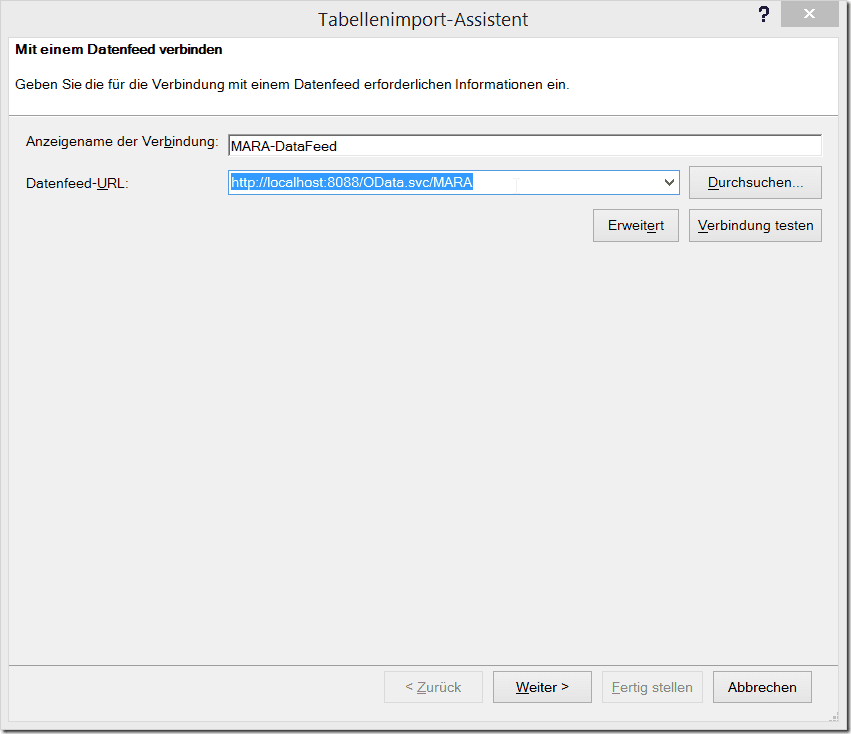 Tabellenimport-Assistent
?
Mit einem Datenfeed verbinden
Geben Sie die für die Verbindung mit einem Datenfeed erforderlichen Informationen ein.
Anzeigename der Verbindung: MARA-DataFeed
Datenfeed-URL: http://localhost:8088/OData.svc/MARA Durchsuchen...
Erweitert Verbindung testen
< Zurück Weiter > Fertig stellen Abbrechen